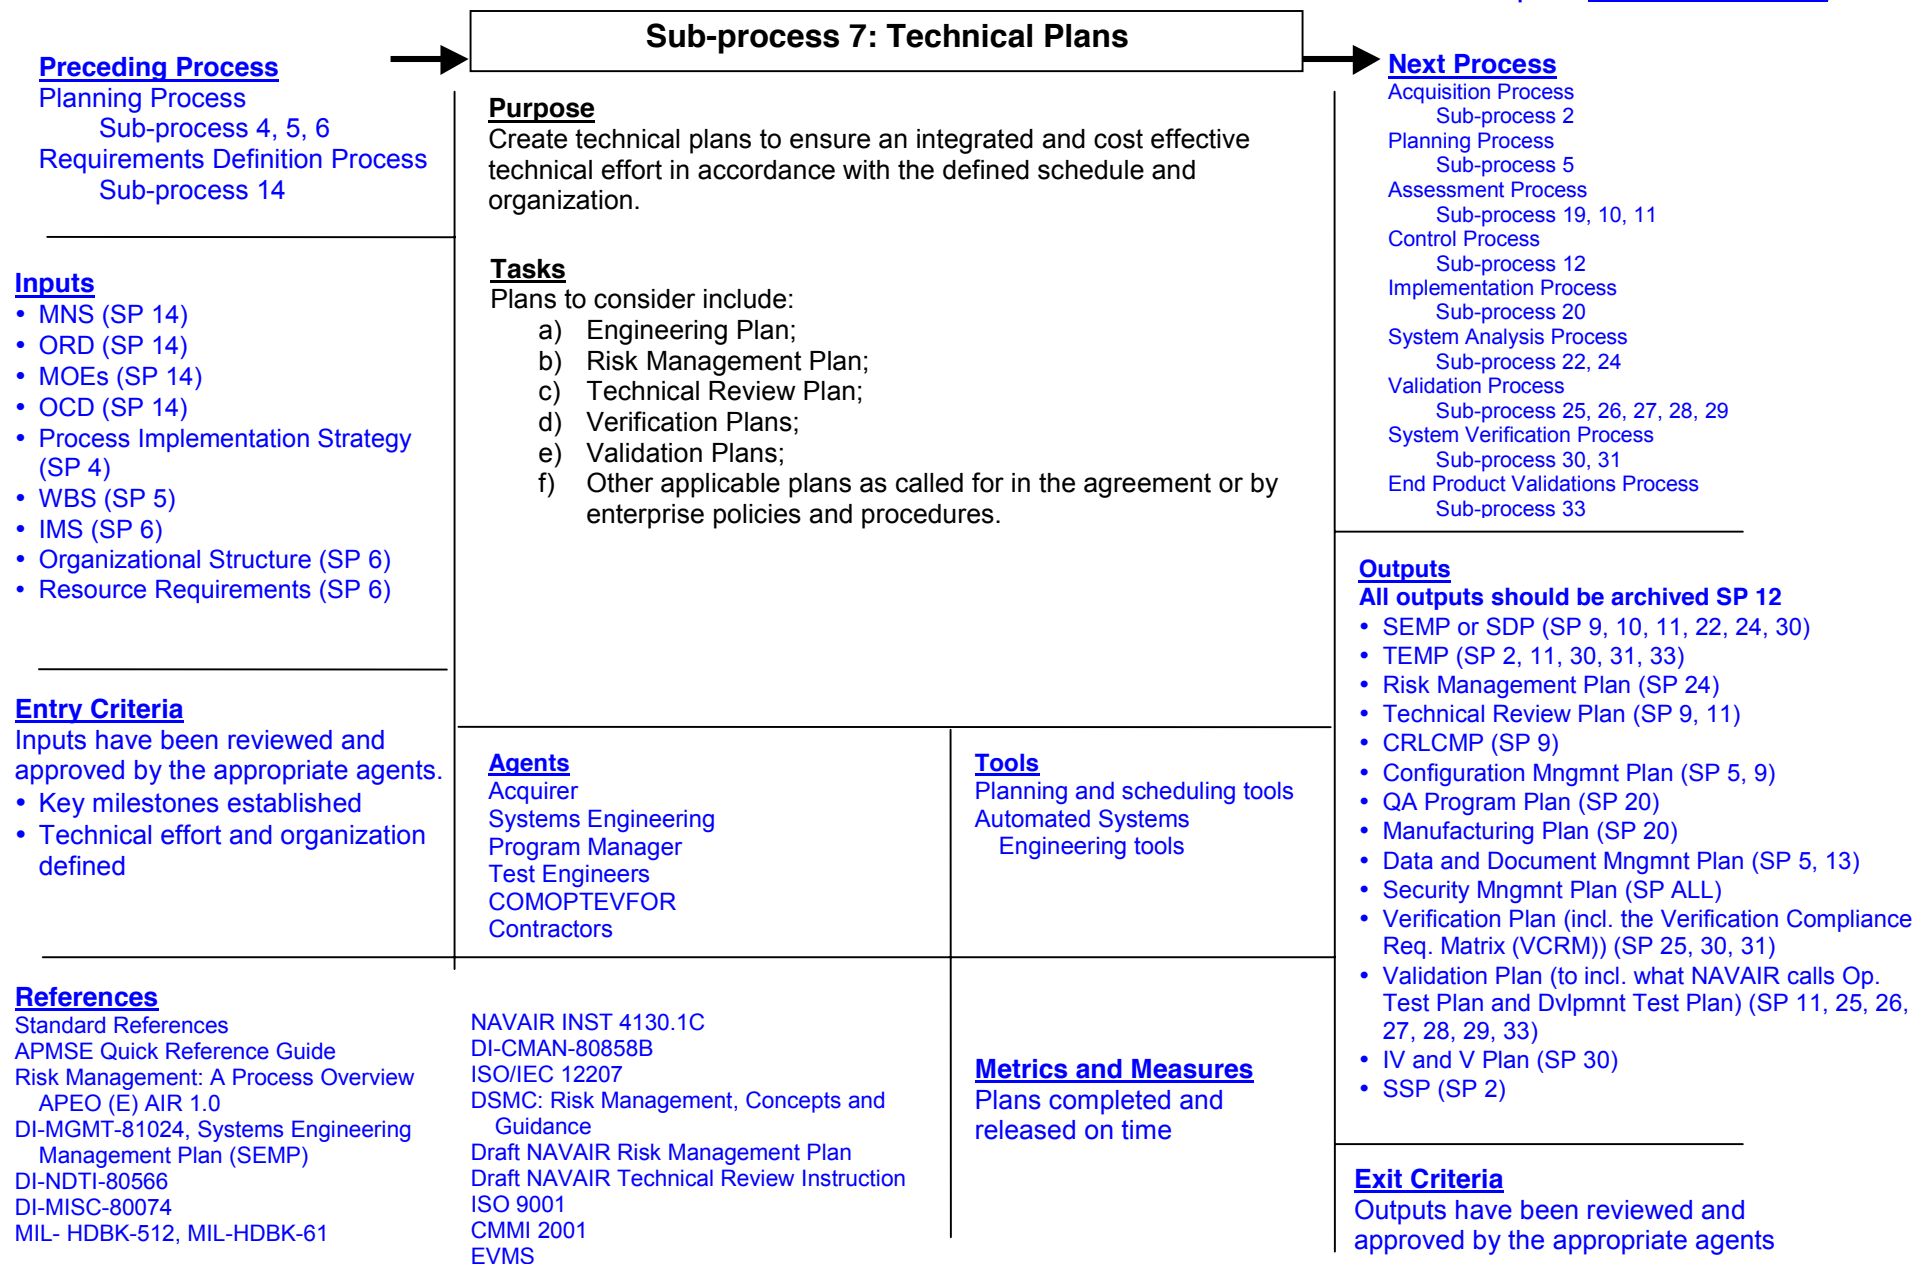 Sub-process 7: Technical Plans
Preceding Process
Planning Process
Sub-process 4, 5, 6
Requirements Definition Process
Sub-process 14
Inputs
• MNS (SP 14)
• ORD (SP 14)
• MOEs (SP 14)
• OCD (SP 14)
• Process Implementation Strategy
(SP 4)
• WBS (SP 5)
• IMS (SP 6)
• Organizational Structure (SP 6)
• Resource Requirements (SP 6)
Entry Criteria
Inputs have been reviewed and
approved by the appropriate agents.
• Key milestones established
• Technical effort and organization
defined
Purpose
Create technical plans to ensure an integrated and cost effective
technical effort in accordance with the defined schedule and
organization.
Tasks
Plans to consider include:
a) Engineering Plan;
b) Risk Management Plan;
c) Technical Review Plan;
d) Verification Plans;
e) Validation Plans;
f) Other applicable plans as called for in the agreement or by
enterprise policies and procedures.
Agents
Acquirer
Systems Engineering
Program Manager
Test Engineers
COMOPTEVFOR
Contractors
Tools
Planning and scheduling tools
Automated Systems
Engineering tools
References
Standard References
APMSE Quick Reference Guide
Risk Management: A Process Overview
APEO (E) AIR 1.0
DI-MGMT-81024, Systems Engineering
Management Plan (SEMP)
DI-NDTI-80566
DI-MISC-80074
MIL- HDBK-512, MIL-HDBK-61
NAVAIR INST 4130.1C
DI-CMAN-80858B
ISO/IEC 12207
DSMC: Risk Management, Concepts and
Guidance
Draft NAVAIR Risk Management Plan
Draft NAVAIR Technical Review Instruction
ISO 9001
CMMI 2001
EVMS
Metrics and Measures
Plans completed and
released on time
Next Process
Acquisition Process
Sub-process 2
Planning Process
Sub-process 5
Assessment Process
Sub-process 19, 10, 11
Control Process
Sub-process 12
Implementation Process
Sub-process 20
System Analysis Process
Sub-process 22, 24
Validation Process
Sub-process 25, 26, 27, 28, 29
System Verification Process
Sub-process 30, 31
End Product Validations Process
Sub-process 33
Outputs
All outputs should be archived SP 12
• SEMP or SDP (SP 9, 10, 11, 22, 24, 30)
• TEMP (SP 2, 11, 30, 31, 33)
• Risk Management Plan (SP 24)
• Technical Review Plan (SP 9, 11)
• CRLCMP (SP 9)
• Configuration Mngmnt Plan (SP 5, 9)
• QA Program Plan (SP 20)
• Manufacturing Plan (SP 20)
• Data and Document Mngmnt Plan (SP 5, 13)
• Security Mngmnt Plan (SP ALL)
• Verification Plan (incl. the Verification Compliance
Req. Matrix (VCRM)) (SP 25, 30, 31)
• Validation Plan (to incl. what NAVAIR calls Op.
Test Plan and Dvlpmnt Test Plan) (SP 11, 25, 26,
27, 28, 29, 33)
• IV and V Plan (SP 30)
• SSP (SP 2)
Exit Criteria
Outputs have been reviewed and
approved by the appropriate agents